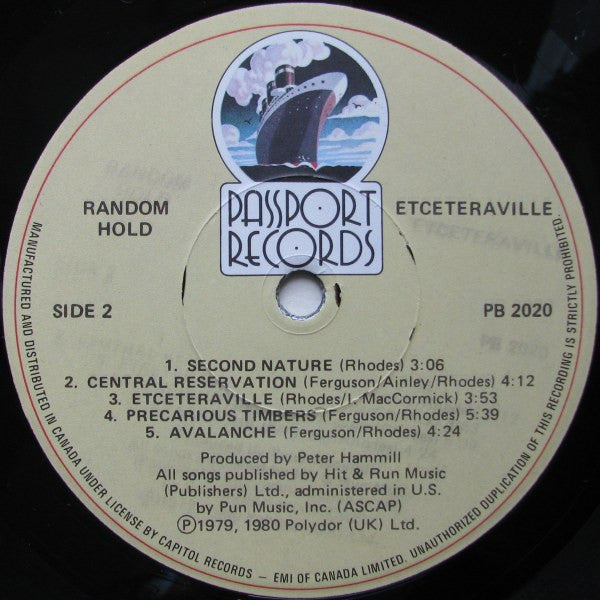 PASSPORT
RECORDS
RANDOM
HOLD
ETCETERAVILLE
SIDE 2
PB 2020
1. SECOND NATURE (Rhodes) 3:06
2. CENTRAL RESERVATION (Ferguson/Ainley/Rhodes) 4:12
3. ETCETERAVILLE (Rhodes/I. MacCormick) 3:53
4. PRECARIOUS TIMBERS (Ferguson/Rhodes) 5:39
5. AVALANCHE (Ferguson/Rhodes) 4:24
Produced by Peter Hammill
All songs published by Hit & Run Music
(Publishers) Ltd., administered in U.S.
by Pun Music, Inc. (ASCAP)
Ⓟ1979, 1980 Polydor (UK) Ltd.
MANUFACTURED AND DISTRIBUTED IN CANADA UNDER LICENSE BY CAPITOL RECORDS – EMI OF CANADA LIMITED. UNAUTHORIZED DUPLICATION OF THIS RECORDING IS STRICTLY PROHIBITED.